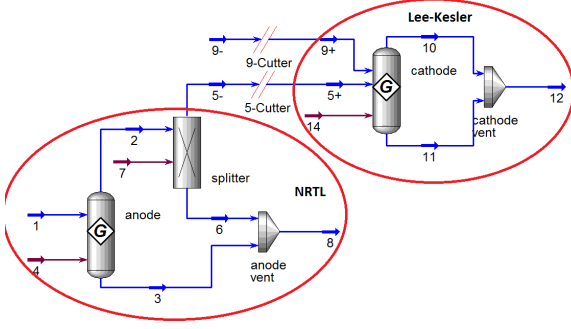 Lee-Kesler
9-
9+
10
9-Cutter
cathode
G
5-
5+
5-Cutter
12
14
cathode
vent
11
2
7
splitter
NRTL
anode
1
G
6
8
4
anode
vent
3